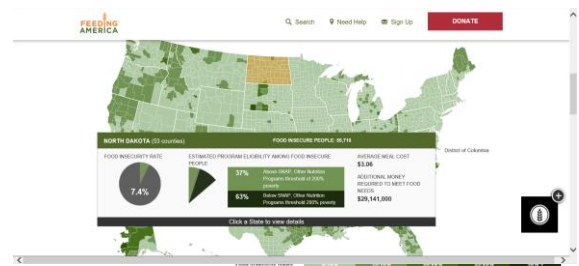 FEEDING
AMERICA
Search
Need Help
Sign Up
DONATE
NORTH DAKOTA (53 counties)
FOOD INSECURE PEOPLE:
District of Columbia
FOOD INSECURITY RATE
7.4%
ESTIMATED PROGRAM ELIGIBILITY AMONG FOOD INSECURE
PEOPLE
37%
Above SNAP, Other Nutrition
Programs threshold of 200%
poverty
63%
Below SNAP, Other Nutrition
Programs threshold 200% poverty
AVERAGE MEAL COST
$3.06
ADDITIONAL MONEY
REQUIRED TO MEET FOOD
NEEDS
$29,141,000
Click a State to view details